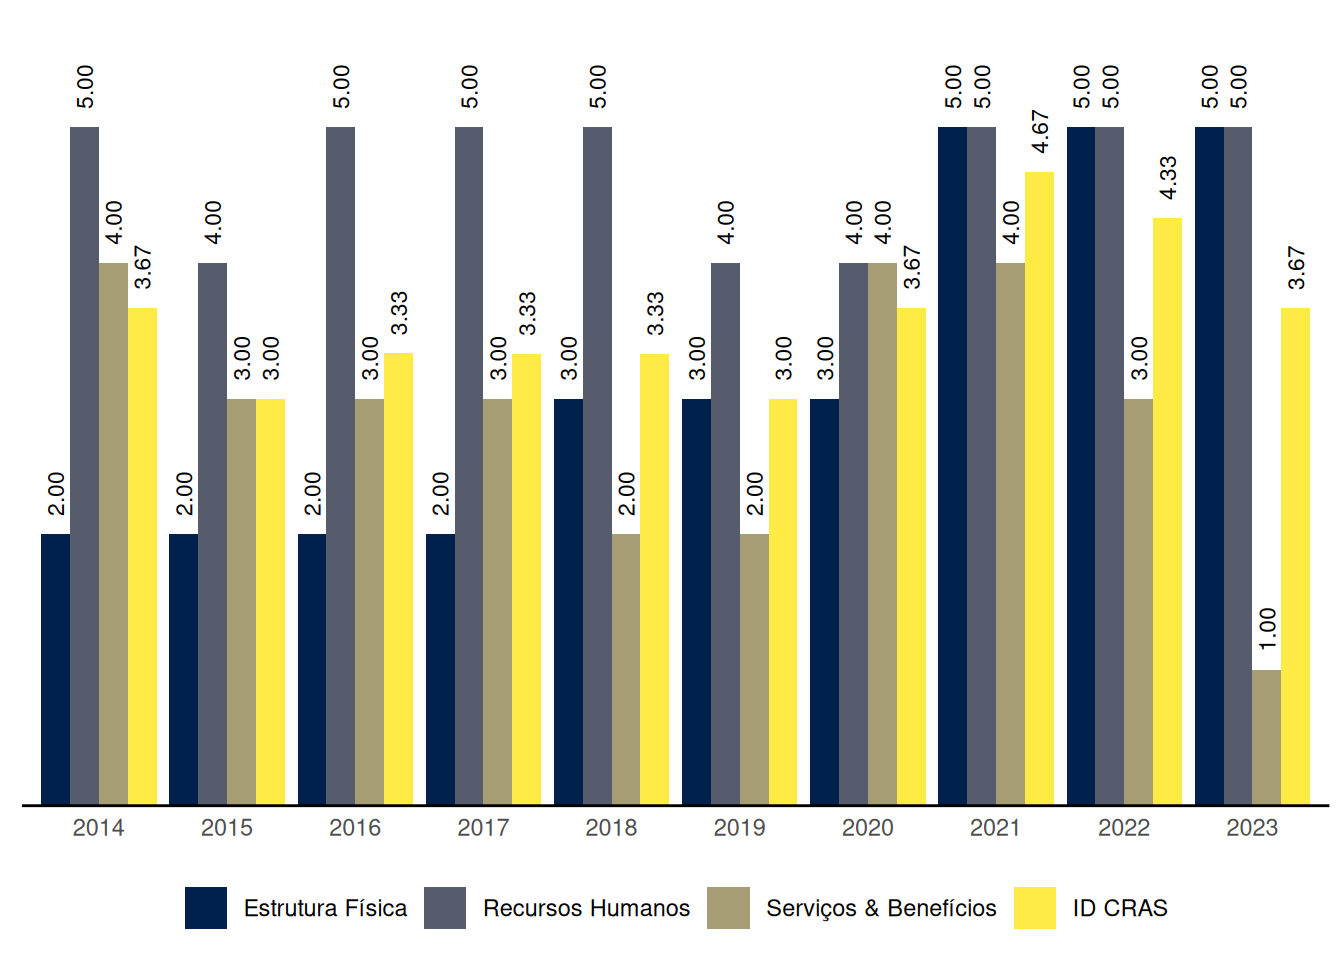 5.00 5.00 5.00 5.00 5.00 5.00 5.00 5.00 5.00 5.00
4.67
4.33
4.00 4.00 4.00 4.00 4.00 4.00
3.67 3.67 3.67
3.33 3.33 3.33
3.00 3.00 3.00 3.00 3.00 3.00 3.00 3.00 3.00
2.00 2.00 2.00 2.00 2.00 2.00
1.00
2014 2015 2016 2017 2018 2019 2020 2021 2022 2023
Estrutura Física Recursos Humanos Serviços & Benefícios ID CRAS